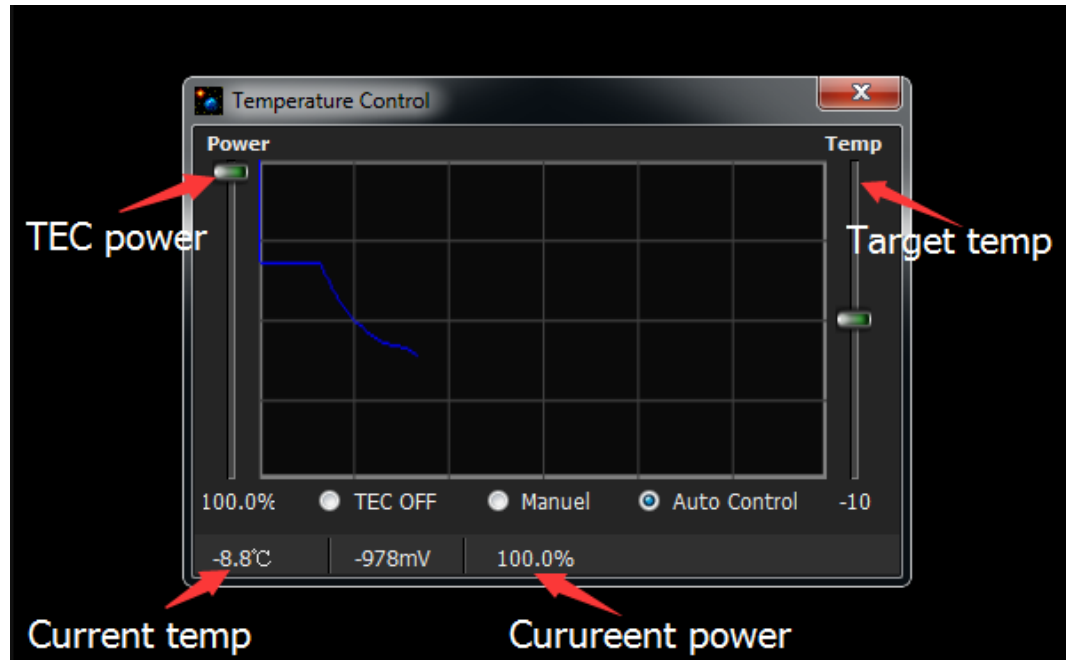 Temperature Control
x
Power
Temp
TEC power
Target temp
100.0%
TEC OFF
Manuel
Auto Control
-10
-8.8℃
-978mV
100.0%
Current temp
Curureent power